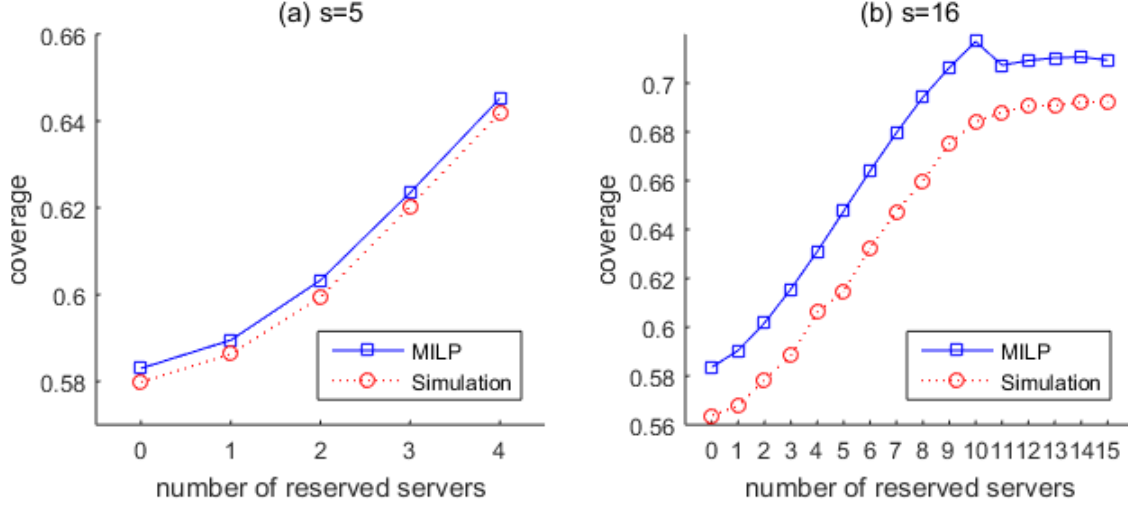 (a) s=5
0.66
0.64
0.62
0.6
0.58
coverage
0 1 2 3 4
number of reserved servers
MILP
Simulation
(b) s=16
0.7
0.68
0.66
0.64
0.62
0.6
0.58
0.56
coverage
0 1 2 3 4 5 6 7 8 9 10 11 12 13 14 15
number of reserved servers
MILP
Simulation